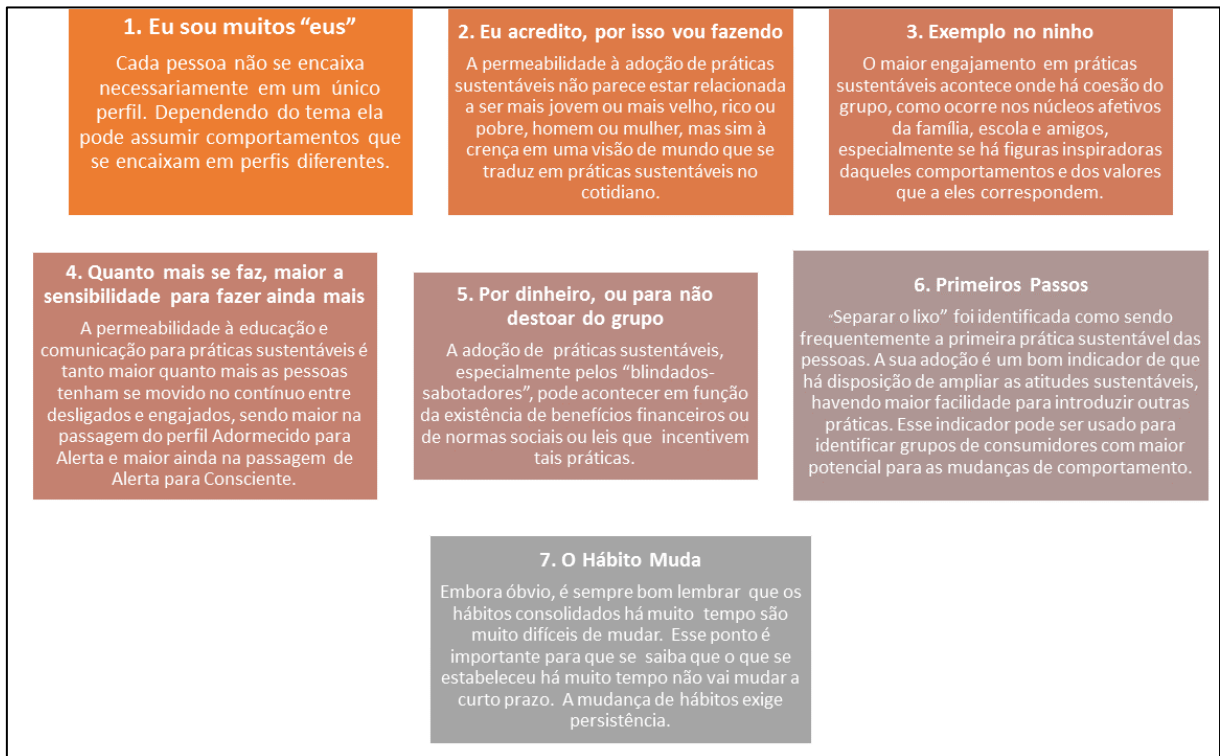 1. Eu sou muitos “eus”
Cada pessoa não se encaixa
necessariamente em um único
perfil. Dependendo do tema ela
pode assumir comportamentos que
se encaixam em perfis diferentes.
2. Eu acredito, por isso vou fazendo
A permeabilidade à adoção de práticas
sustentáveis não parece estar relacionada
a ser mais jovem ou mais velho, rico ou
pobre, homem ou mulher, mas sim à
crença em uma visão de mundo que se
traduz em práticas sustentáveis no
cotidiano.
3. Exemplo no ninho
O maior engajamento em práticas
sustentáveis acontece onde há coesão do
grupo, como ocorre nos núcleos afetivos
da família, escola e amigos,
especialmente se há figuras inspiradoras
daqueles comportamentos e dos valores
que a eles correspondem.
4. Quanto mais se faz, maior a
sensibilidade para fazer ainda mais
A permeabilidade à educação e
comunicação para práticas sustentáveis é
tanto maior quanto mais as pessoas
tenham se movido no contínuo entre
desligados e engajados, sendo maior na
passagem do perfil Adormecido para
Alerta e maior ainda na passagem de
Alerta para Consciente.
5. Por dinheiro, ou para não
destoar do grupo
A adoção de práticas sustentáveis,
especialmente pelos “blindados-
sabotadores”, pode acontecer em função
da existência de benefícios financeiros ou
de normas sociais ou leis que incentivem
tais práticas.
6. Primeiros Passos
“Separar o lixo” foi identificada como sendo
frequentemente a primeira prática sustentável das
pessoas. A sua adoção é um bom indicador de que
há disposição de ampliar as atitudes sustentáveis,
havendo maior facilidade para introduzir outras
práticas. Esse indicador pode ser usado para
identificar grupos de consumidores com maior
potencial para as mudanças de comportamento.
7. O Hábito Muda
Embora óbvio, é sempre bom lembrar que os
hábitos consolidados há muito tempo são
muito difíceis de mudar. Esse ponto é
importante para que se saiba que o que se
estabeleceu há muito tempo não vai mudar a
curto prazo. A mudança de hábitos exige
persistência.